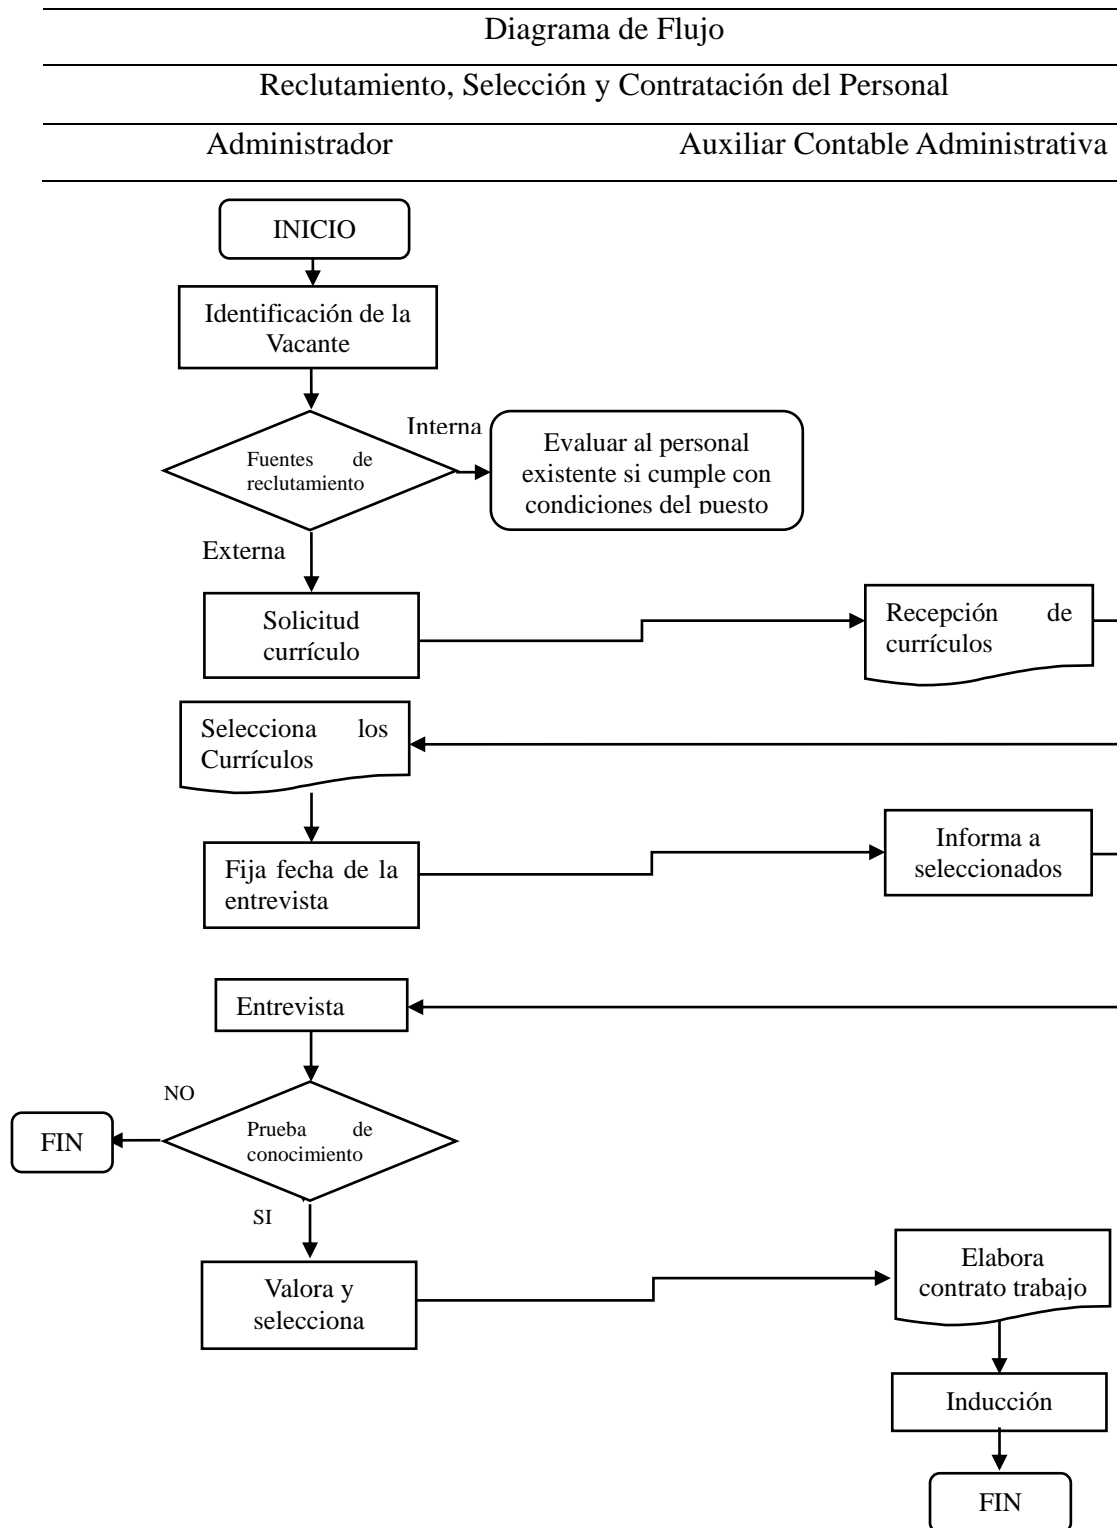 Diagrama de Flujo
Reclutamiento, Selección y Contratación del Personal
Administrador
Auxiliar Contable Administrativa
INICIO
Identificación de la
Vacante
Fuentes de
reclutamiento
Interna
Evaluar al personal
existente si cumple con
condiciones del puesto
Externa
Solicitud
currículo
Recepción de
currículos
Selecciona los
Currículos
Fija fecha de la
entrevista
Informa a
seleccionados
Entrevista
NO
Prueba de
conocimiento
FIN
SI
Valora y
selecciona
Elabora
contrato trabajo
Inducción
FIN